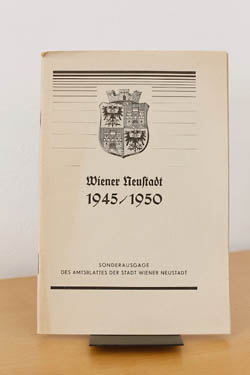 Wiener Neustadt
1945/1950
SONDERAUSGABE
DES AMTSBLATTES DER STADT WIENER NEUSTADT